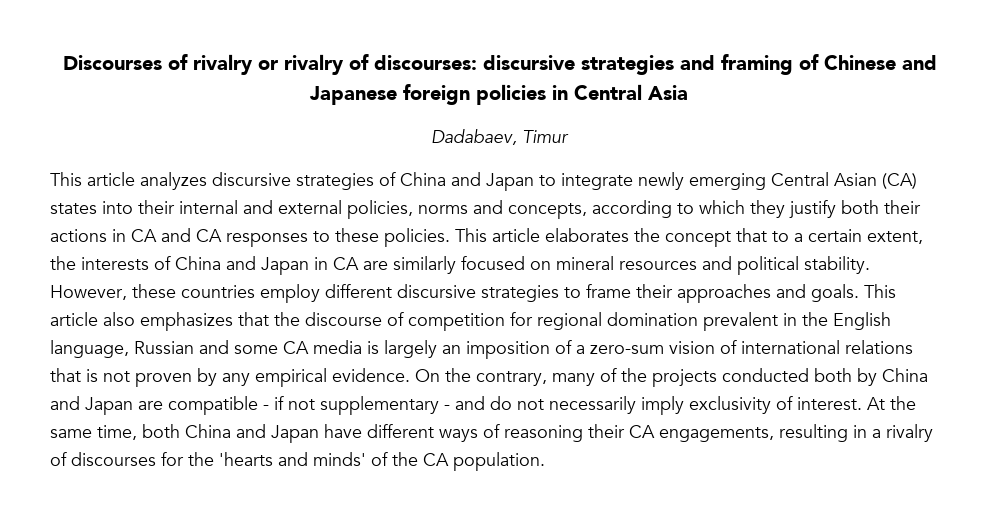 Discourses of rivalry or rivalry of discourses: discursive strategies and framing of Chinese and
Japanese foreign policies in Central Asia
Dadabaev, Timur
This article analyzes discursive strategies of China and Japan to integrate newly emerging Central Asian (CA)
states into their internal and external policies, norms and concepts, according to which they justify both their
actions in CA and CA responses to these policies. This article elaborates the concept that to a certain extent,
the interests of China and Japan in CA are similarly focused on mineral resources and political stability.
However, these countries employ different discursive strategies to frame their approaches and goals. This
article also emphasizes that the discourse of competition for regional domination prevalent in the English
language, Russian and some CA media is largely an imposition of a zero-sum vision of international relations
that is not proven by any empirical evidence. On the contrary, many of the projects conducted both by China
and Japan are compatible - if not supplementary - and do not necessarily imply exclusivity of interest. At the
same time, both China and Japan have different ways of reasoning their CA engagements, resulting in a rivalry
of discourses for the 'hearts and minds' of the CA population.